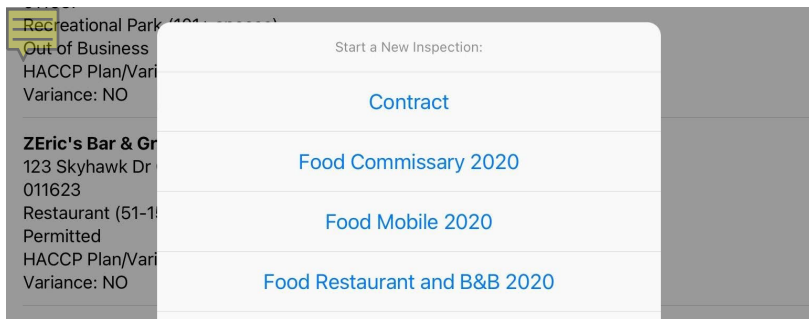 Recreational Park
Out of Business
HACCP Plan/Vari
Variance: NO
ZEric's Bar & Gr
123 Skyhawk Dr
011623
Restaurant (51-1
Permitted
HACCP Plan/Vari
Variance: NO
Start a New Inspection:
Contract
Food Commissary 2020
Food Mobile 2020
Food Restaurant and B&B 2020